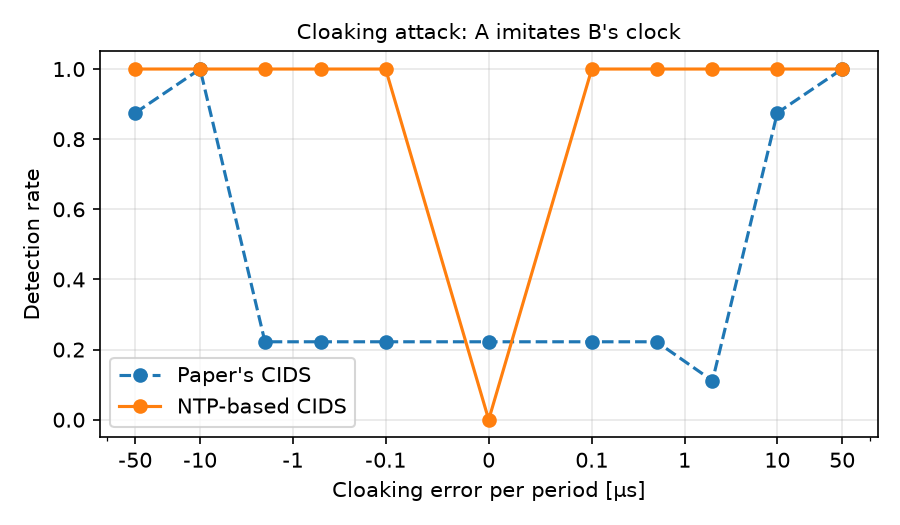 Cloaking attack: A imitates B's clock
Detection rate
1.0
0.8
0.6
0.4
0.2
0.0
Paper's CIDS
NTP-based CIDS
-50 -10 -1 -0.1 0 0.1 1 10 50
Cloaking error per period [µs]